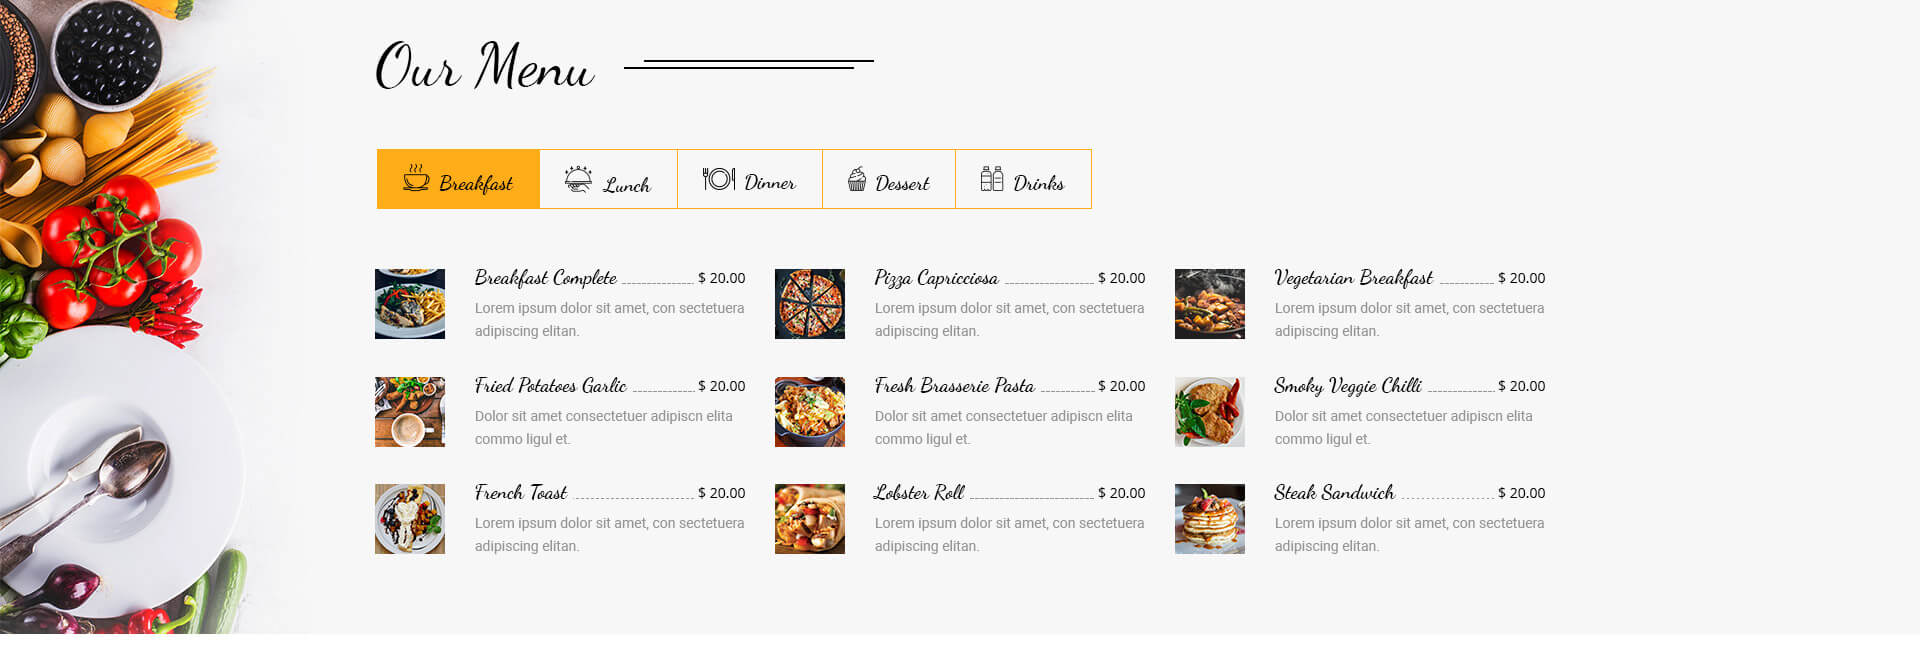 Our Menu
Breakfast Lunch Dinner Dessert Drinks
Breakfast Complete $ 20.00
Lorem ipsum dolor sit amet, con sectetuera
adipiscing elitan.
Pizza Capricciosa $ 20.00
Lorem ipsum dolor sit amet, con sectetuera
adipiscing elitan.
Vegetarian Breakfast $ 20.00
Lorem ipsum dolor sit amet, con sectetuera
adipiscing elitan.
Fried Potatoes Garlic $ 20.00
Dolor sit amet consectetuer adipiscn elita
commo ligul et.
Fresh Brasserie Pasta $ 20.00
Dolor sit amet consectetuer adipiscn elita
commo ligul et.
Smoky Veggie Chilli $ 20.00
Dolor sit amet consectetuer adipiscn elita
commo ligul et.
French Toast $ 20.00
Lorem ipsum dolor sit amet, con sectetuera
adipiscing elitan.
Lobster Roll $ 20.00
Lorem ipsum dolor sit amet, con sectetuera
adipiscing elitan.
Steak Sandwich $ 20.00
Lorem ipsum dolor sit amet, con sectetuera
adipiscing elitan.